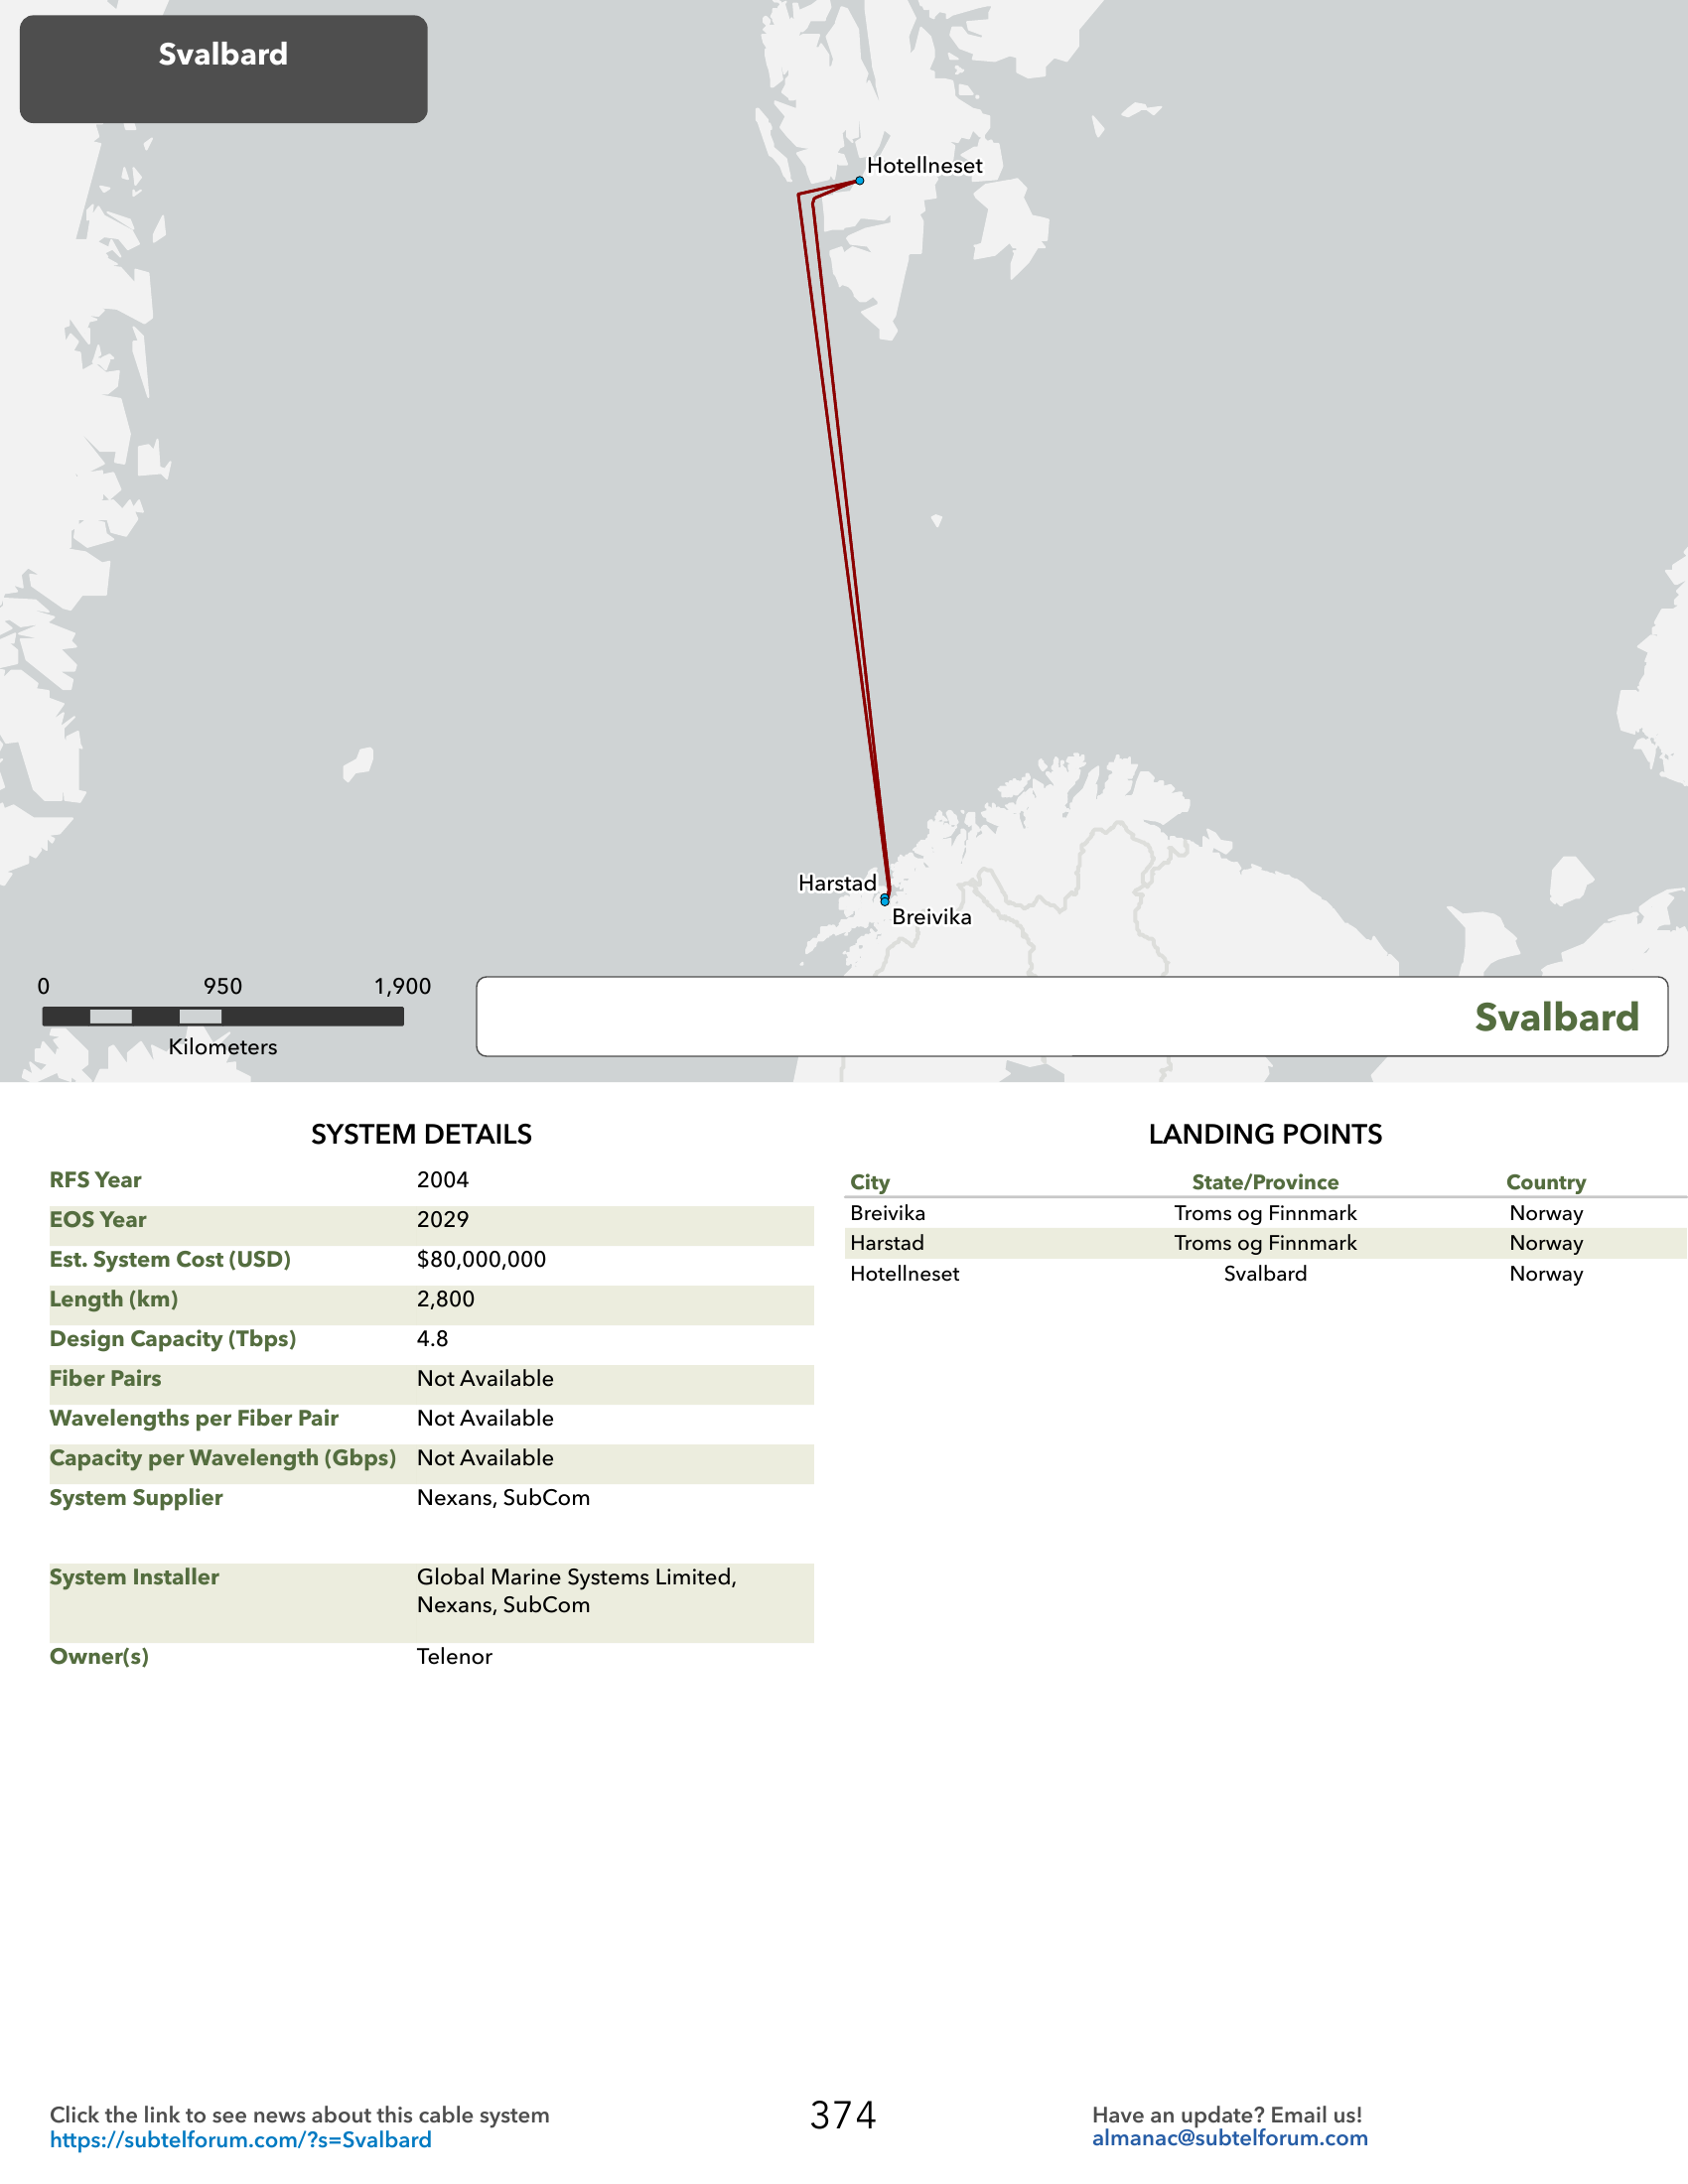 Svalbard
Hotellneset
Harstad
Breivika
0 950 1,900
Kilometers
Svalbard
SYSTEM DETAILS
RFS Year 2004
EOS Year 2029
Est. System Cost (USD) $80,000,000
Length (km) 2,800
Design Capacity (Tbps) 4.8
Fiber Pairs Not Available
Wavelengths per Fiber Pair Not Available
Capacity per Wavelength (Gbps) Not Available
System Supplier Nexans, SubCom
System Installer Global Marine Systems Limited,
Nexans, SubCom
Owner(s) Telenor
LANDING POINTS
City State/Province Country
Breivika Troms og Finnmark Norway
Harstad Troms og Finnmark Norway
Hotellneset Svalbard Norway
Click the link to see news about this cable system
https://subtelforum.com/?s=Svalbard
374
Have an update? Email us!
almanac@subtelforum.com